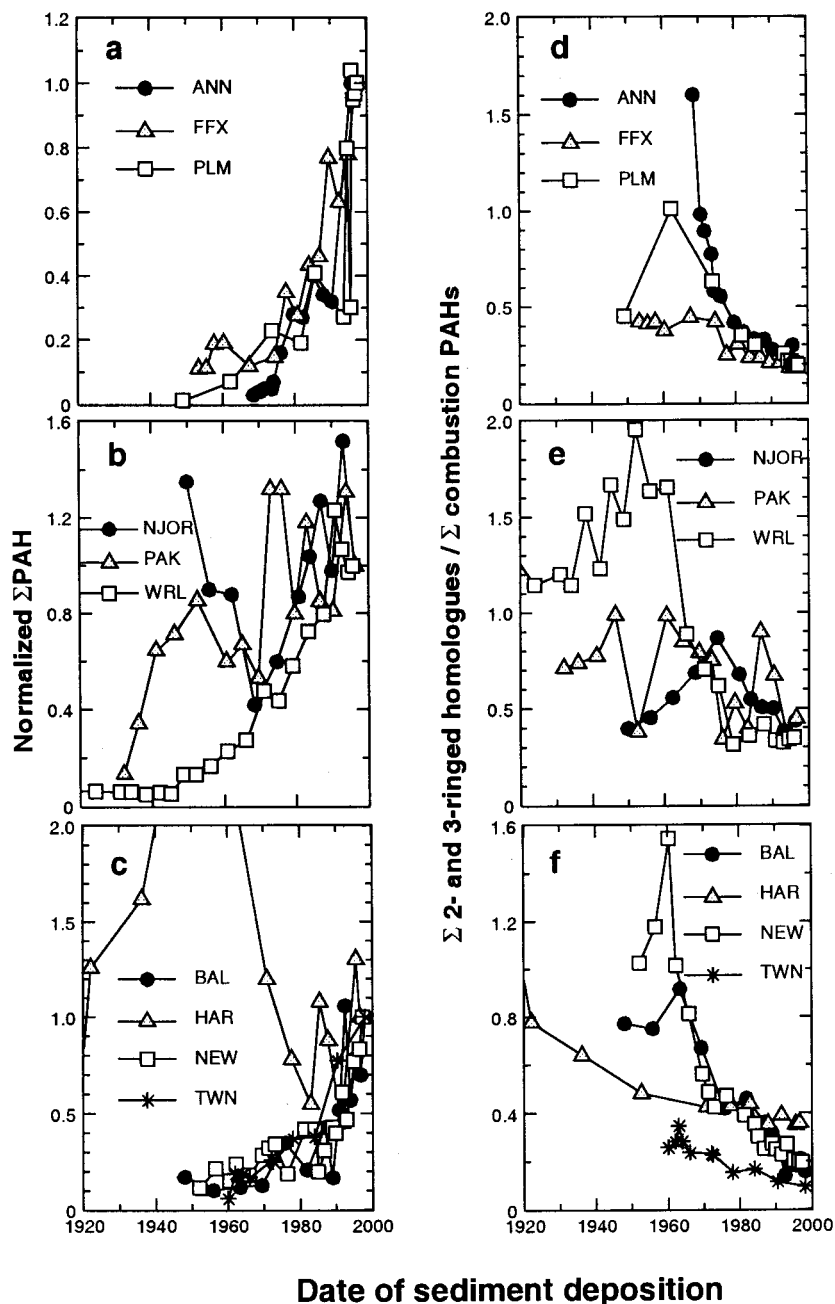 a
1.2
1.0
0.8
0.6
0.4
0.2
0
ANN
FFX
PLM
b
1.6
1.2
0.8
0.4
0
NJOR
PAK
WRL
c
2.0
1.5
1.0
0.5
0
BAL
HAR
NEW
TWN
1920
1940
1960
1980
2000
Normalized ΣPAH
d
2.0
1.5
1.0
0.5
0
ANN
FFX
PLM
e
2.0
1.5
1.0
0.5
0
NJOR
PAK
WRL
f
1.6
1.2
0.8
0.4
0
BAL
HAR
NEW
TWN
1920
1940
1960
1980
2000
Σ 2- and 3-ringed homologues / Σ combustion PAHs
Date of sediment deposition